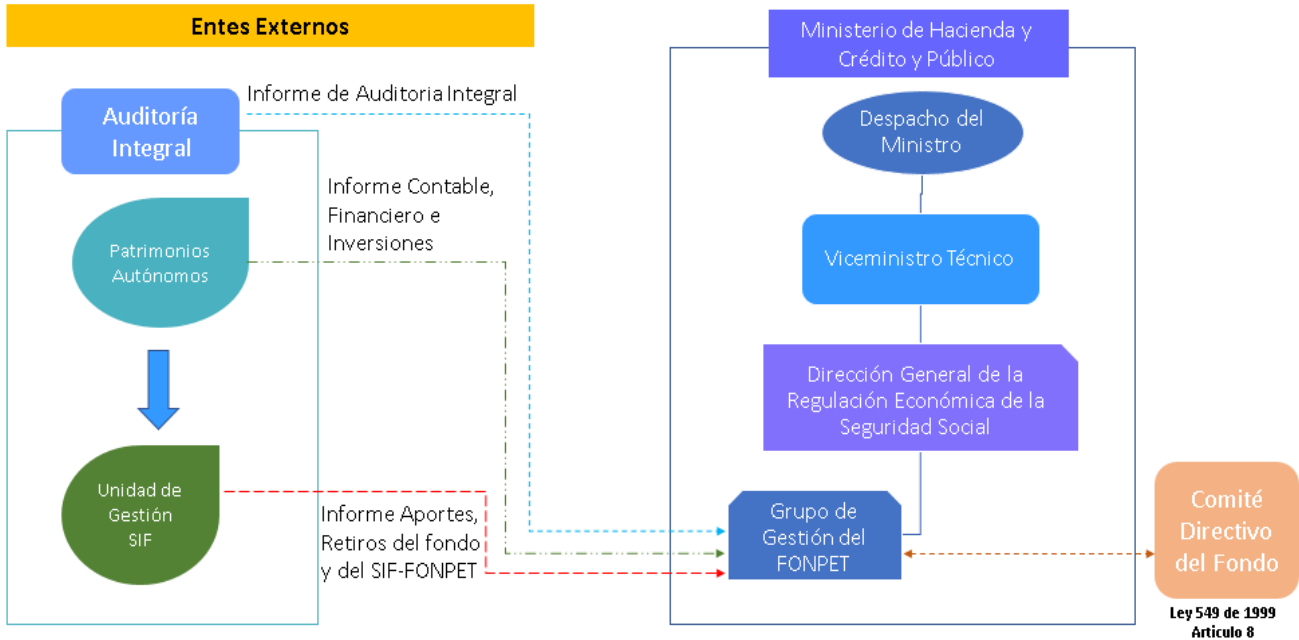 Entes Externos
Auditoría
Integral
Informe de Auditoria Integral
Patrimonios
Autónomos
Informe Contable,
Financiero e
Inversiones
Unidad de
Gestión
SIF
Informe Aportes,
Retiros del fondo
y del SIF-FONPET
Ministerio de Hacienda y
Crédito y Público
Despacho del
Ministro
Viceministro Técnico
Dirección General de la
Regulación Económica de la
Seguridad Social
Grupo de
Gestión del
FONPET
Comité
Directivo
del Fondo
Ley 549 de 1999
Articulo 8